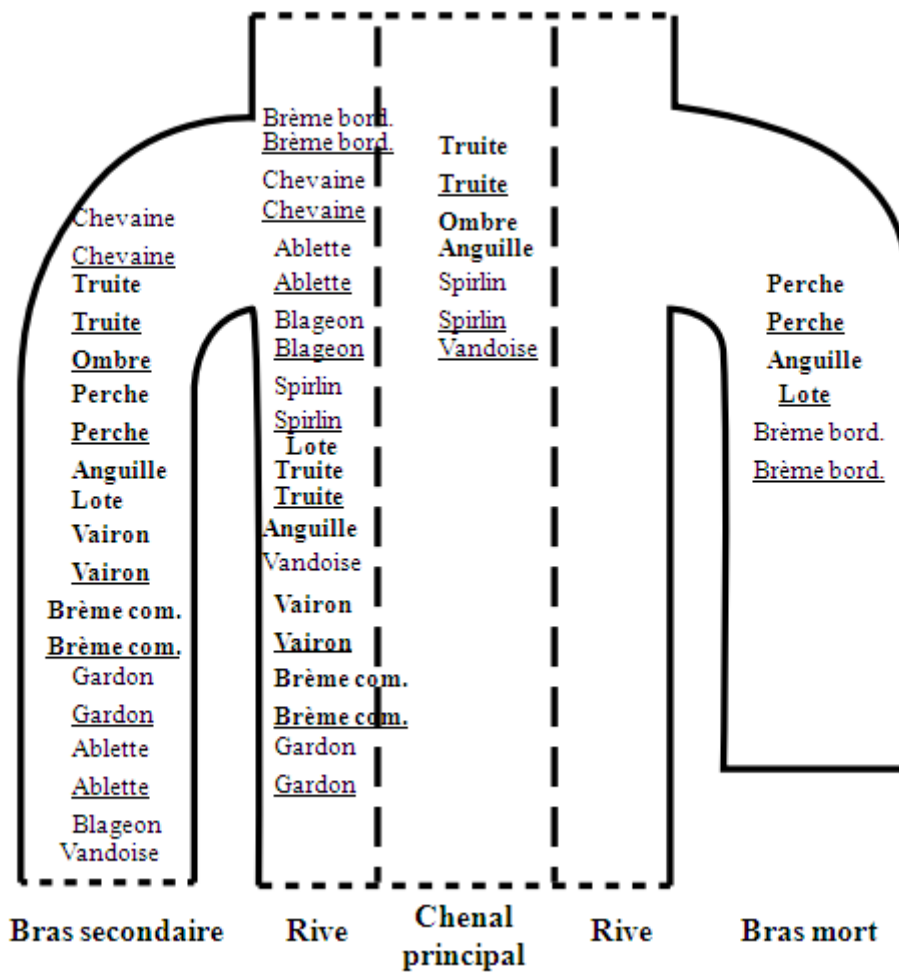 Chevaine
Chevaine
Truite
Truite
Ombre
Perche
Perche
Anguille
Lote
Vairon
Vairon
Brème com.
Brème com.
Gardon
Gardon
Ablette
Ablette
Blageon
Vandoise
Brème bord.
Brème bord.
Chevaine
Chevaine
Ablette
Ablette
Blageon
Blageon
Spirlin
Spirlin
Lote
Truite
Truite
Anguille
Vandoise
Vairon
Vairon
Brème com.
Brème com.
Gardon
Gardon
Truite
Truite
Ombre
Anguille
Spirlin
Spirlin
Vandoise
Perche
Perche
Anguille
Lote
Brème bord.
Brème bord.
Bras secondaire
Rive
Chenal
principal
Rive
Bras mort